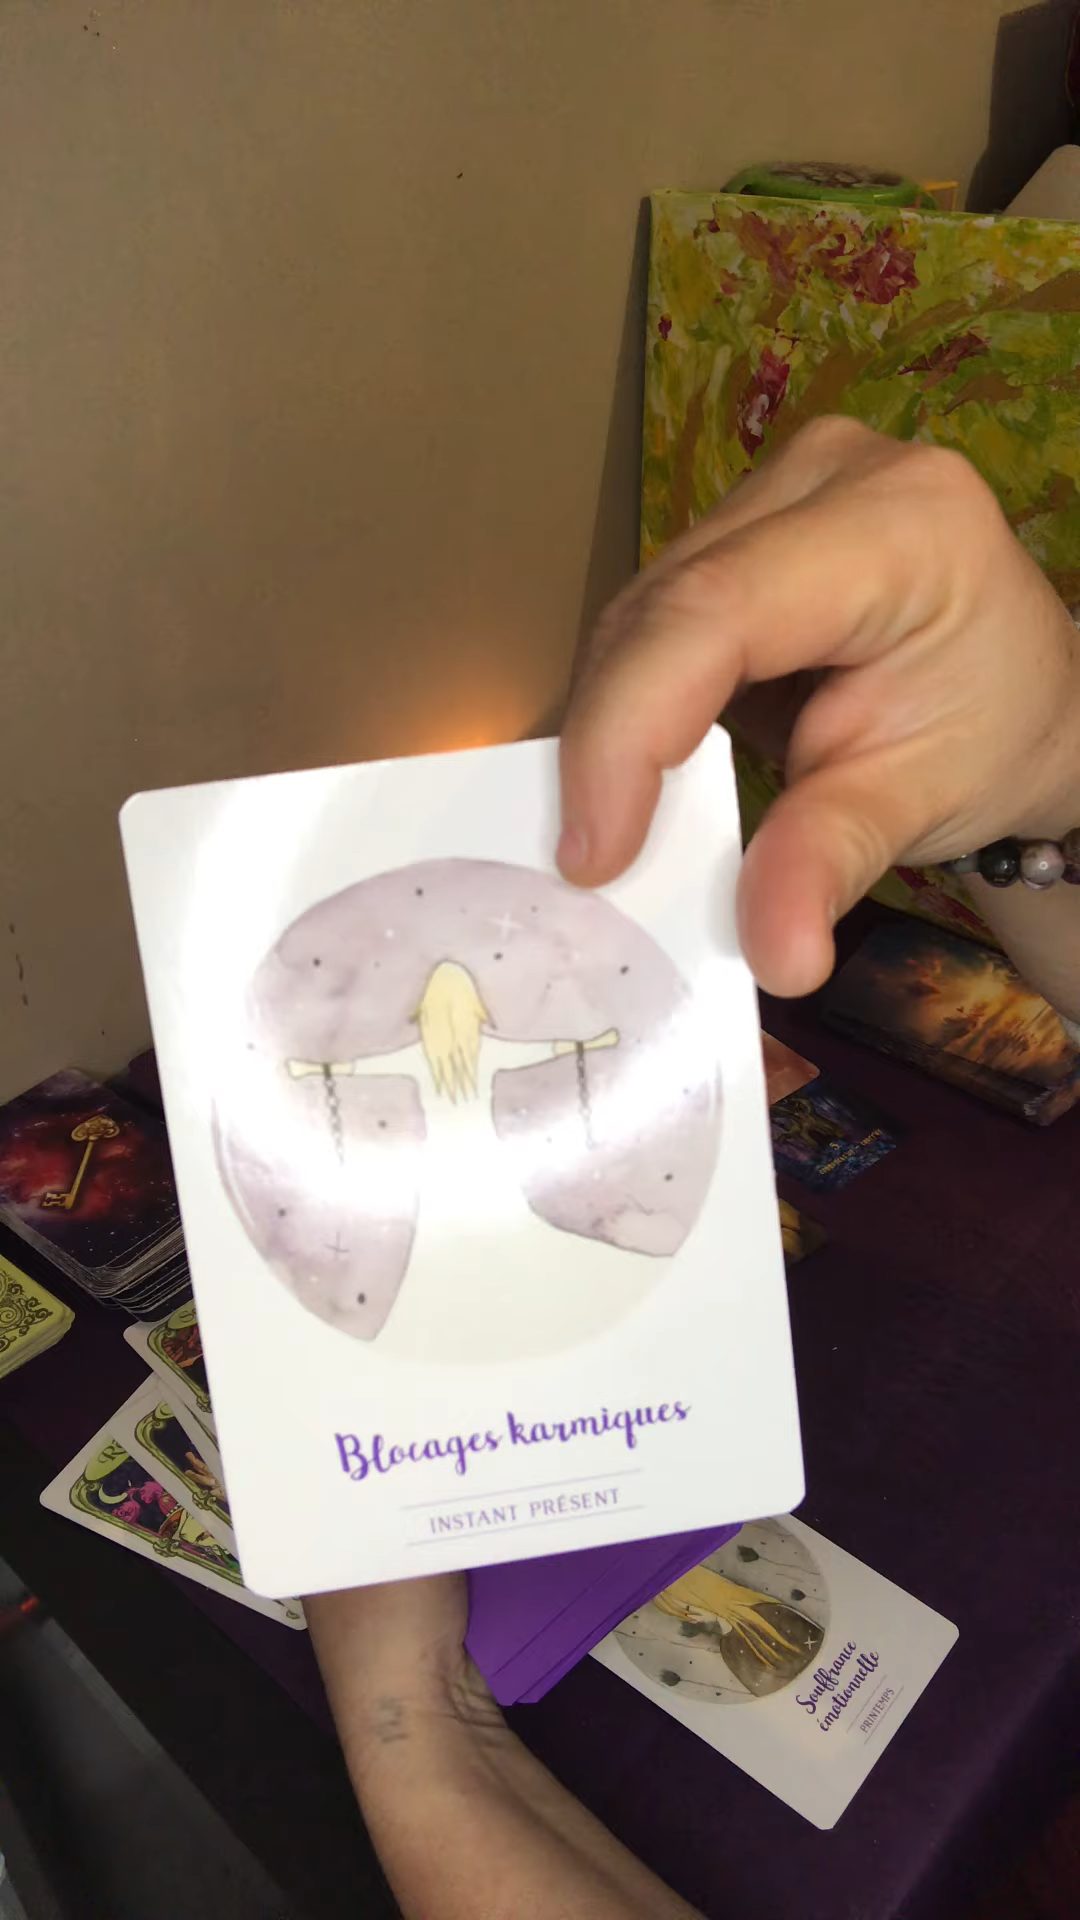 Blocages karmiques
INSTANT PRÉSENT
Souffrance
émotionnelle
PRINTEMPS